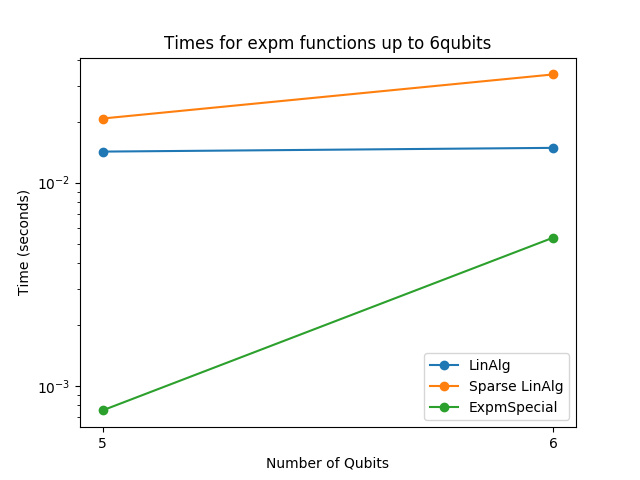 Times for expm functions up to 6qubits
Time (seconds)
10⁻²
10⁻³
LinAlg
Sparse LinAlg
ExpmSpecial
5
6
Number of Qubits